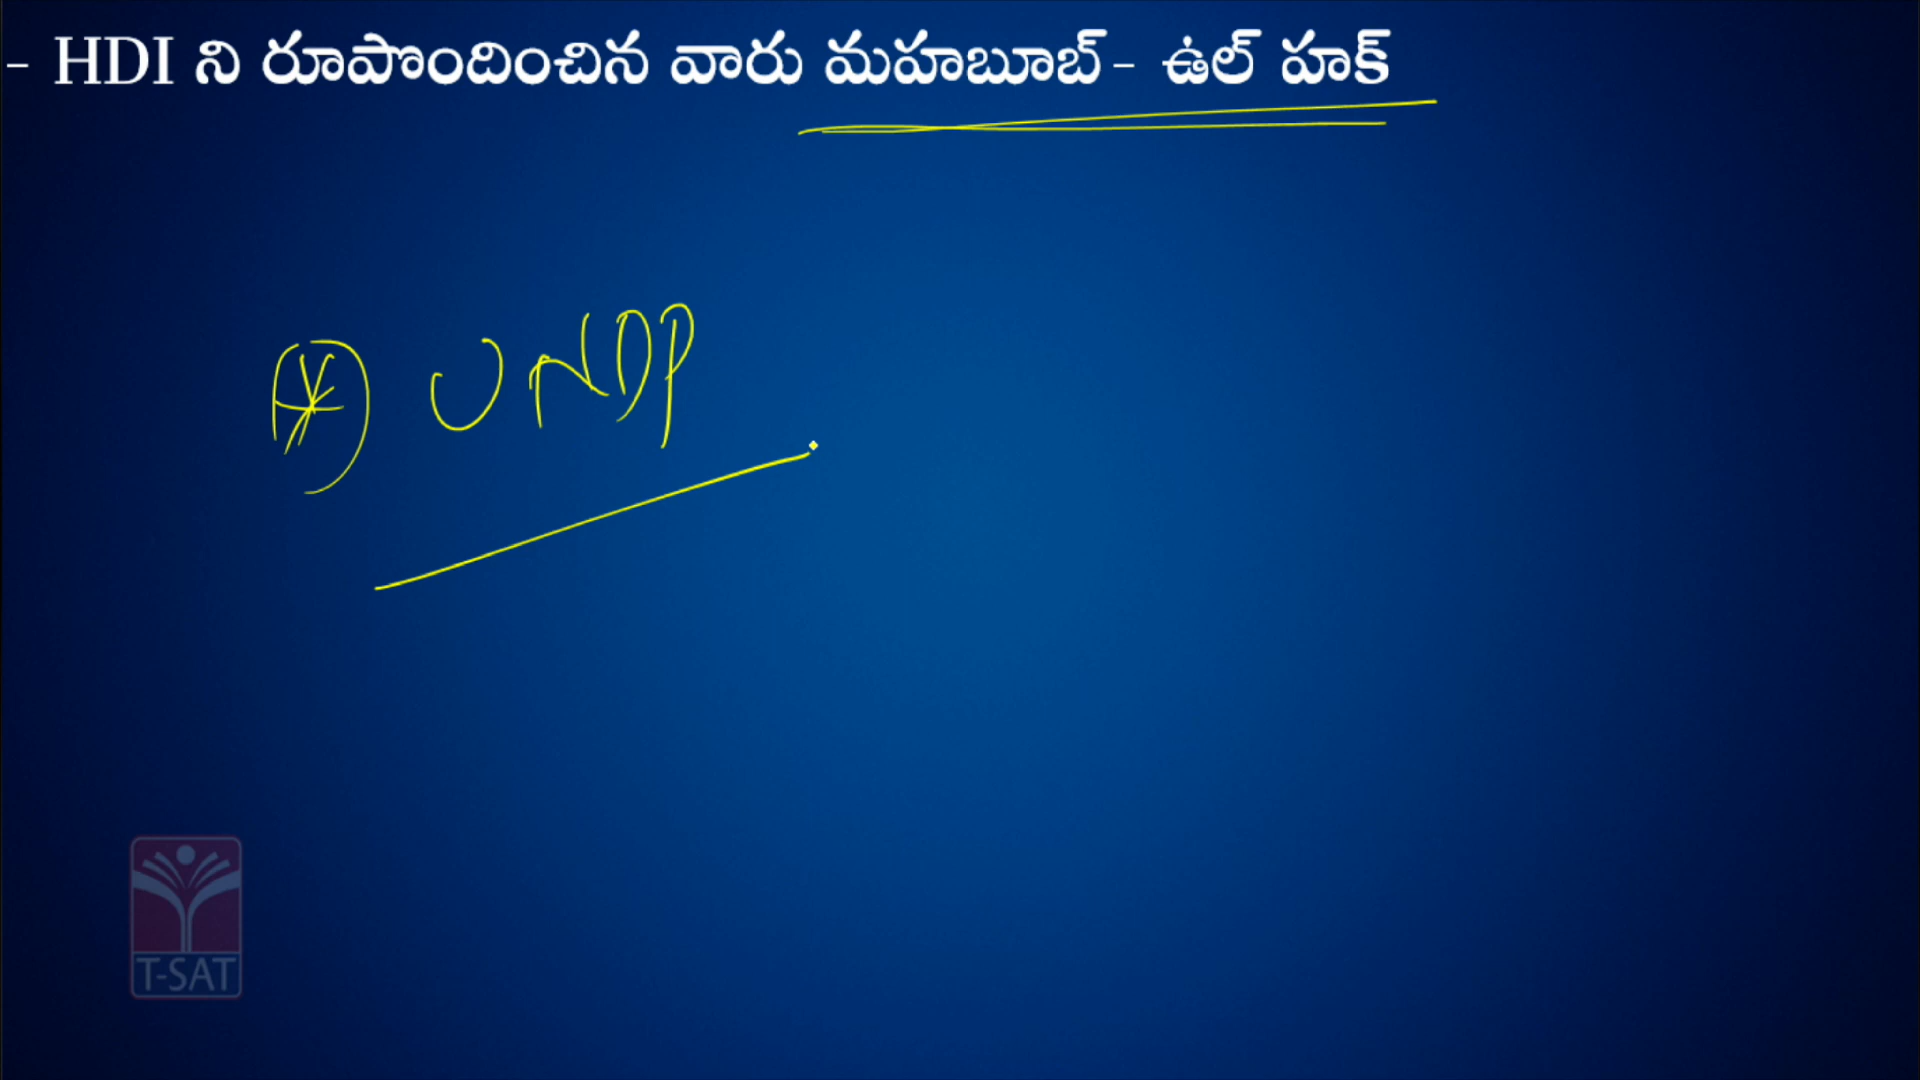 - HDI ని రూపొందించిన వారు మహబూబ్- ఉల్ హక్
* UNDP
T-SAT